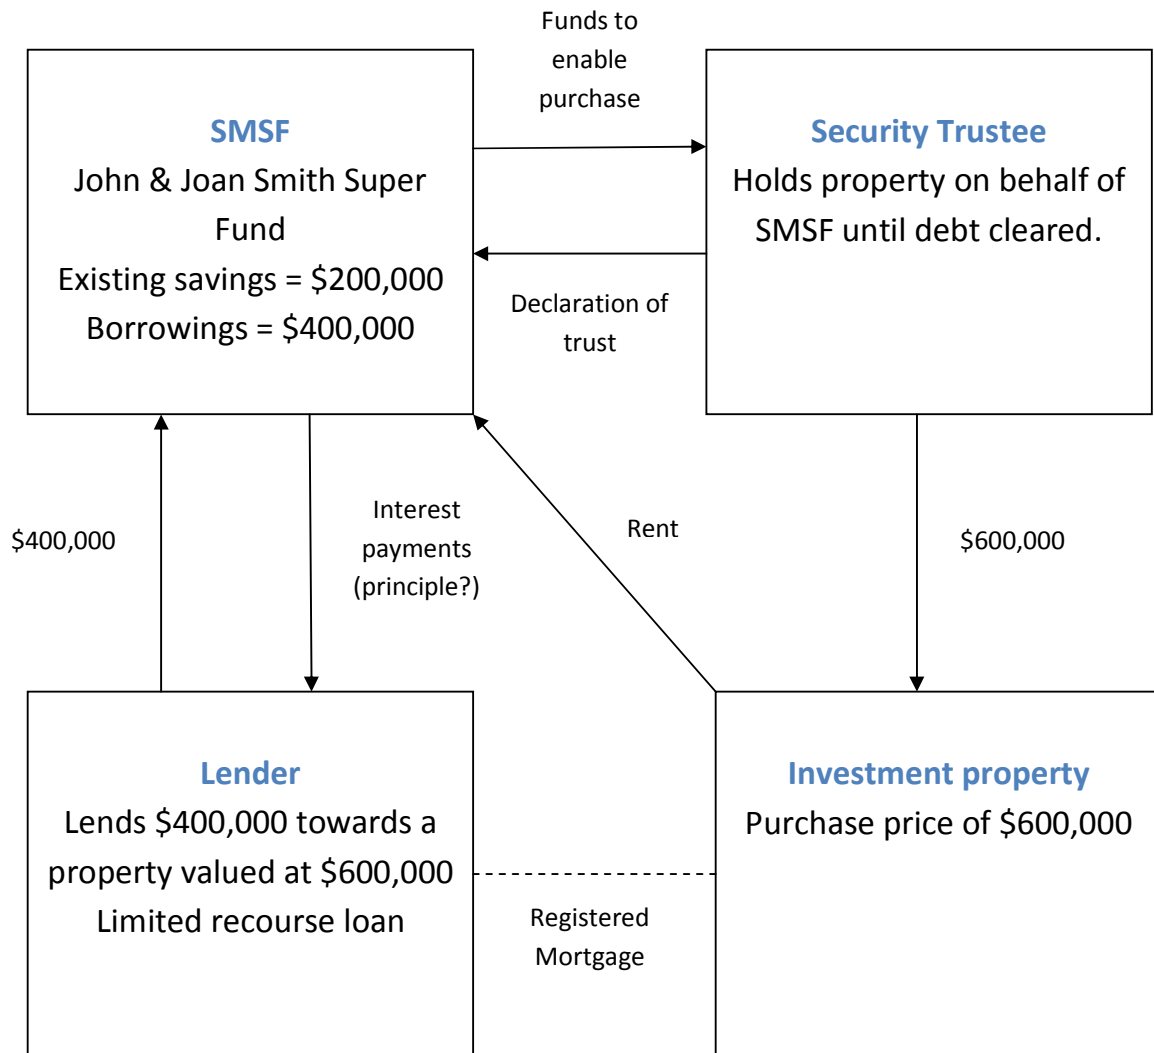 Funds to
enable
purchase
SMSF
John & Joan Smith Super
Fund
Existing savings = $200,000
Borrowings = $400,000
Security Trustee
Holds property on behalf of
SMSF until debt cleared.
Declaration of
trust
$400,000
Interest
payments
(principle?)
Rent
$600,000
Lender
Lends $400,000 towards a
property valued at $600,000
Limited recourse loan
Registered
Mortgage
Investment property
Purchase price of $600,000